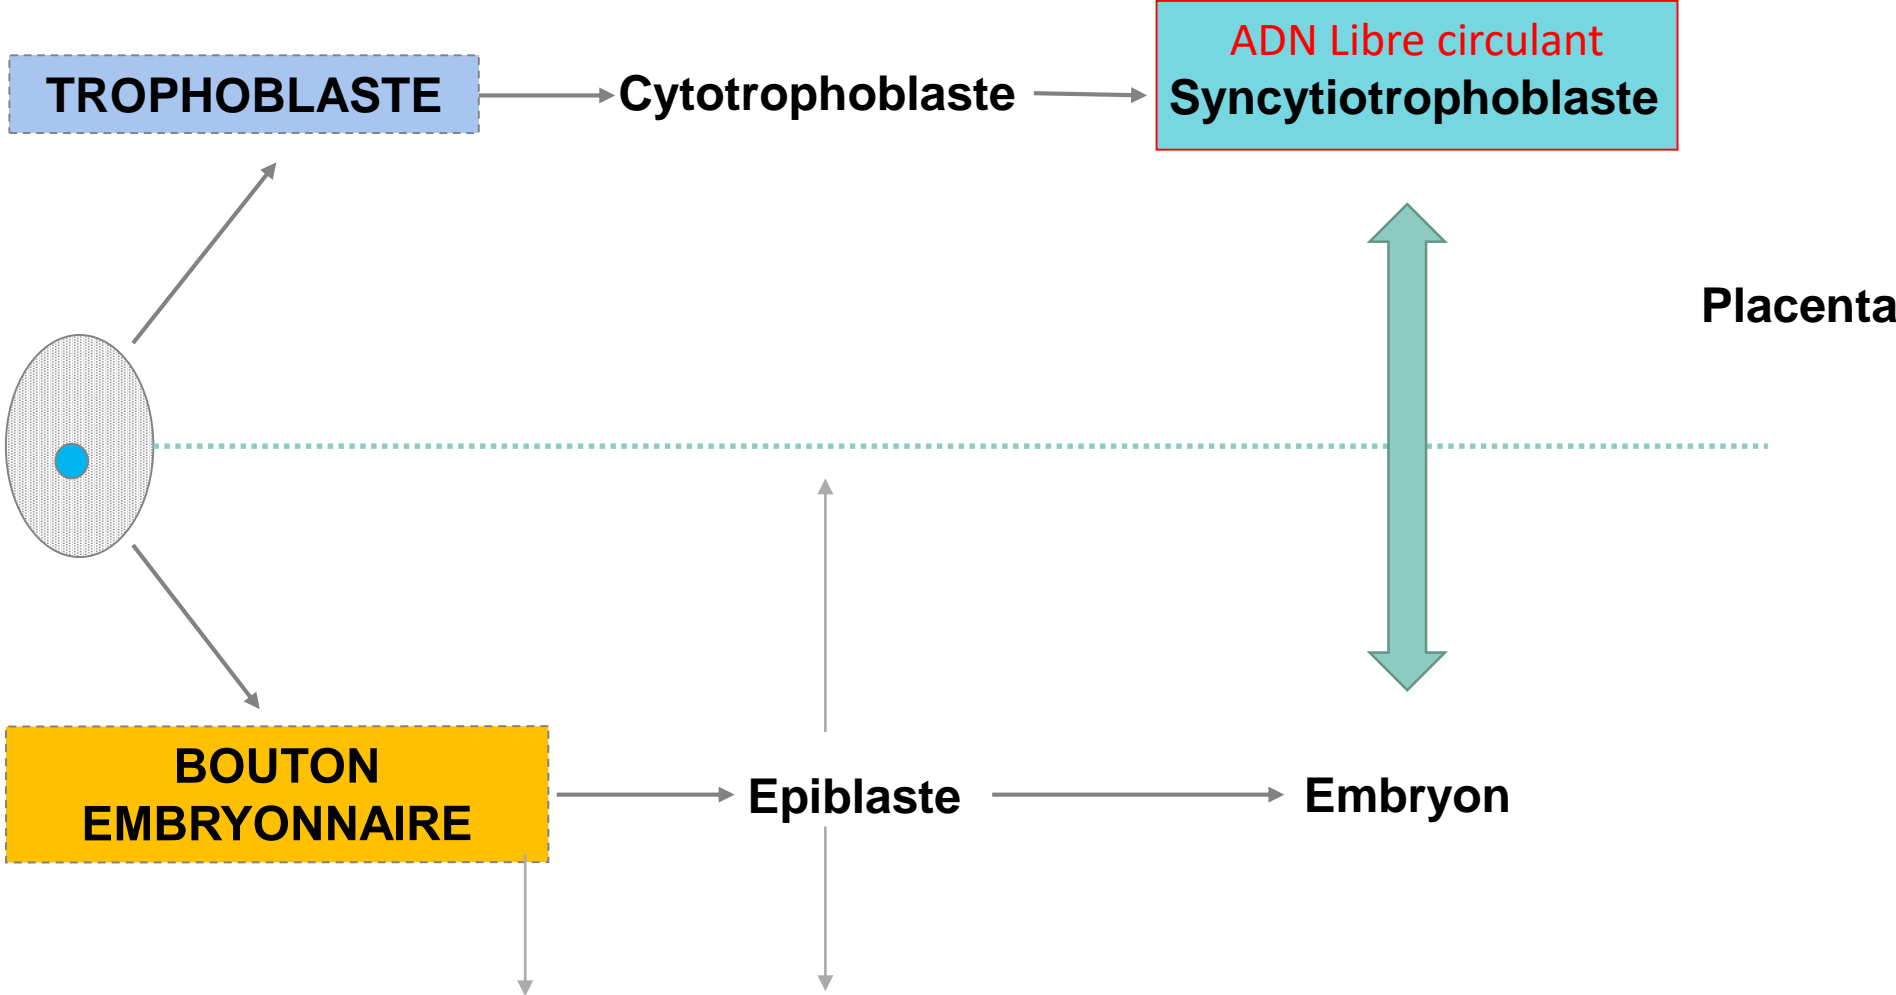 ADN Libre circulant
TROPHOBLASTE
Cytotrophoblaste
Syncytiotrophoblaste
Placenta
BOUTON
EMBRYONNAIRE
Epiblaste
Embryon